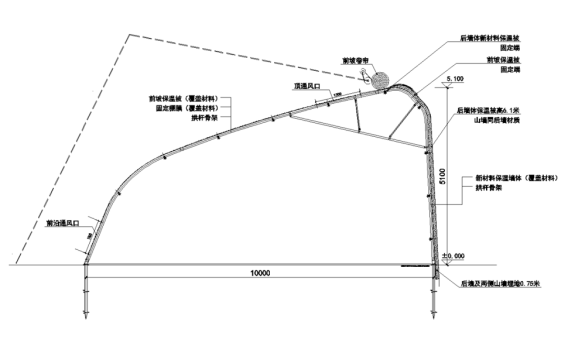 后墙体新材料保温被
固定端
前坡卷帘
前坡保温被
固定端
5,100
顶通风口
前坡保温被（覆盖材料）
固定棚膜（覆盖材料）
拱杆骨架
后墙体保温被高6.1米
山墙同后墙材质
5100
新材料保温墙体（覆盖材料）
拱杆骨架
前沿通风口
±0,000
10000
后墙及两侧山墙埋地0.75米